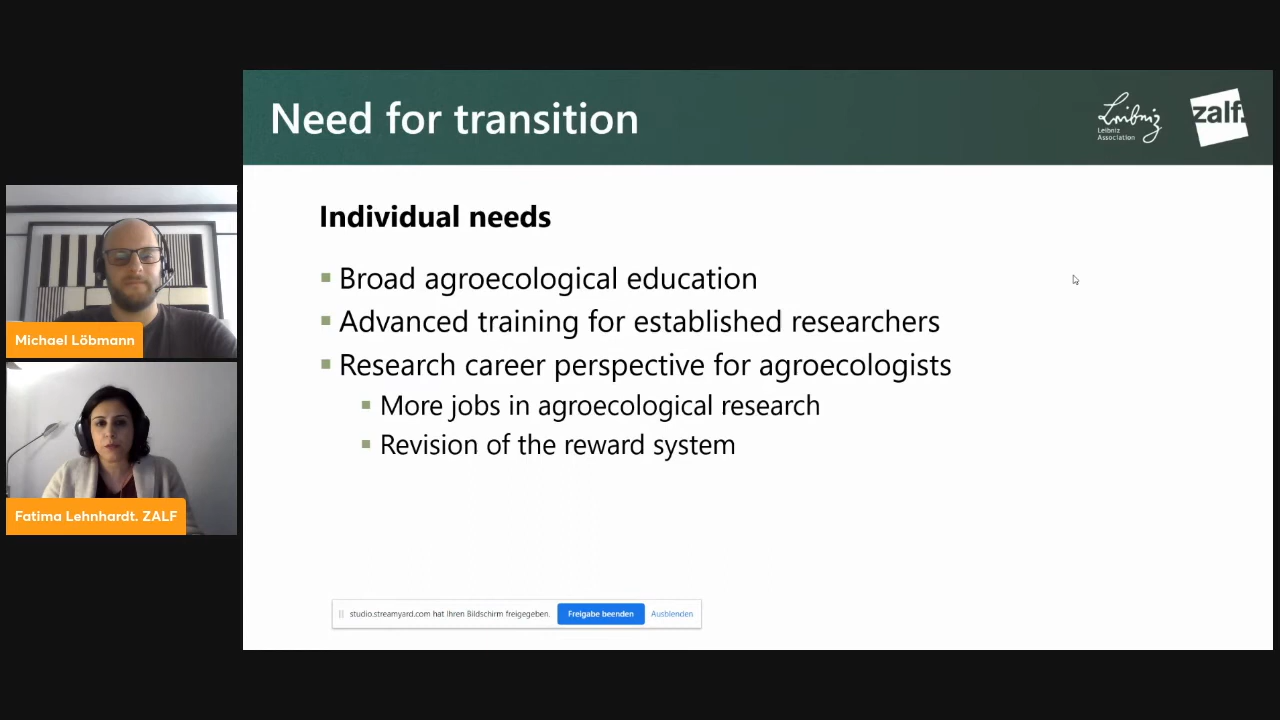 Need for transition
Leibniz
Association
zalf.
Individual needs
Broad agroecological education
Advanced training for established researchers
Research career perspective for agroecologists
More jobs in agroecological research
Revision of the reward system
Michael Löbmann
Fatima Lehnhardt. ZALF
studio.streamyard.com hat Ihren Bildschirm freigegeben. Freigabe beenden Ausblenden